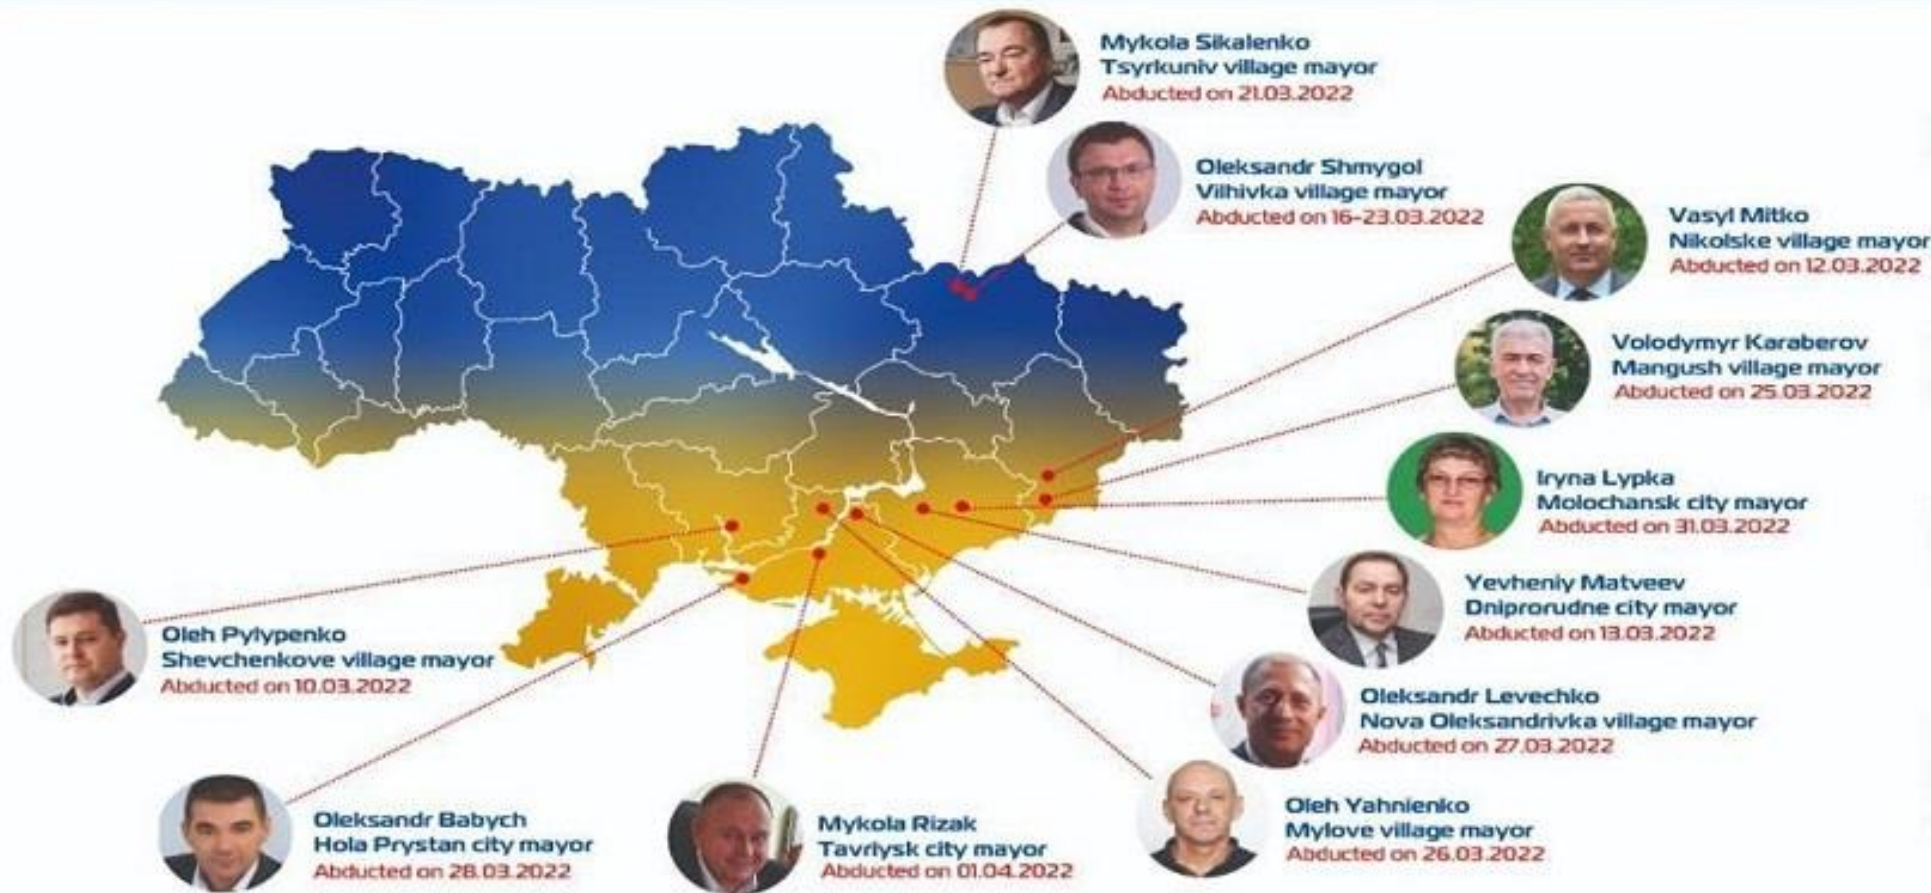 Mykola Sikalenko
Tsyrkuniv village mayor
Abducted on 21.03.2022
Oleksandr Shmygol
Vilhivka village mayor
Abducted on 16-23.03.2022
Vasyl Mitko
Nikolske village mayor
Abducted on 12.03.2022
Volodymyr Karaberov
Mangush village mayor
Abducted on 25.03.2022
Iryna Lypka
Molochansk city mayor
Abducted on 31.03.2022
Yevheniy Matveev
Dniprorudne city mayor
Abducted on 13.03.2022
Oleh Pylypenko
Shevchenkove village mayor
Abducted on 10.03.2022
Oleksandr Levechko
Nova Oleksandrivka village mayor
Abducted on 27.03.2022
Oleksandr Babych
Hola Prystan city mayor
Abducted on 28.03.2022
Mykola Rizak
Tavriysk city mayor
Abducted on 01.04.2022
Oleh Yahnienko
Mylove village mayor
Abducted on 26.03.2022